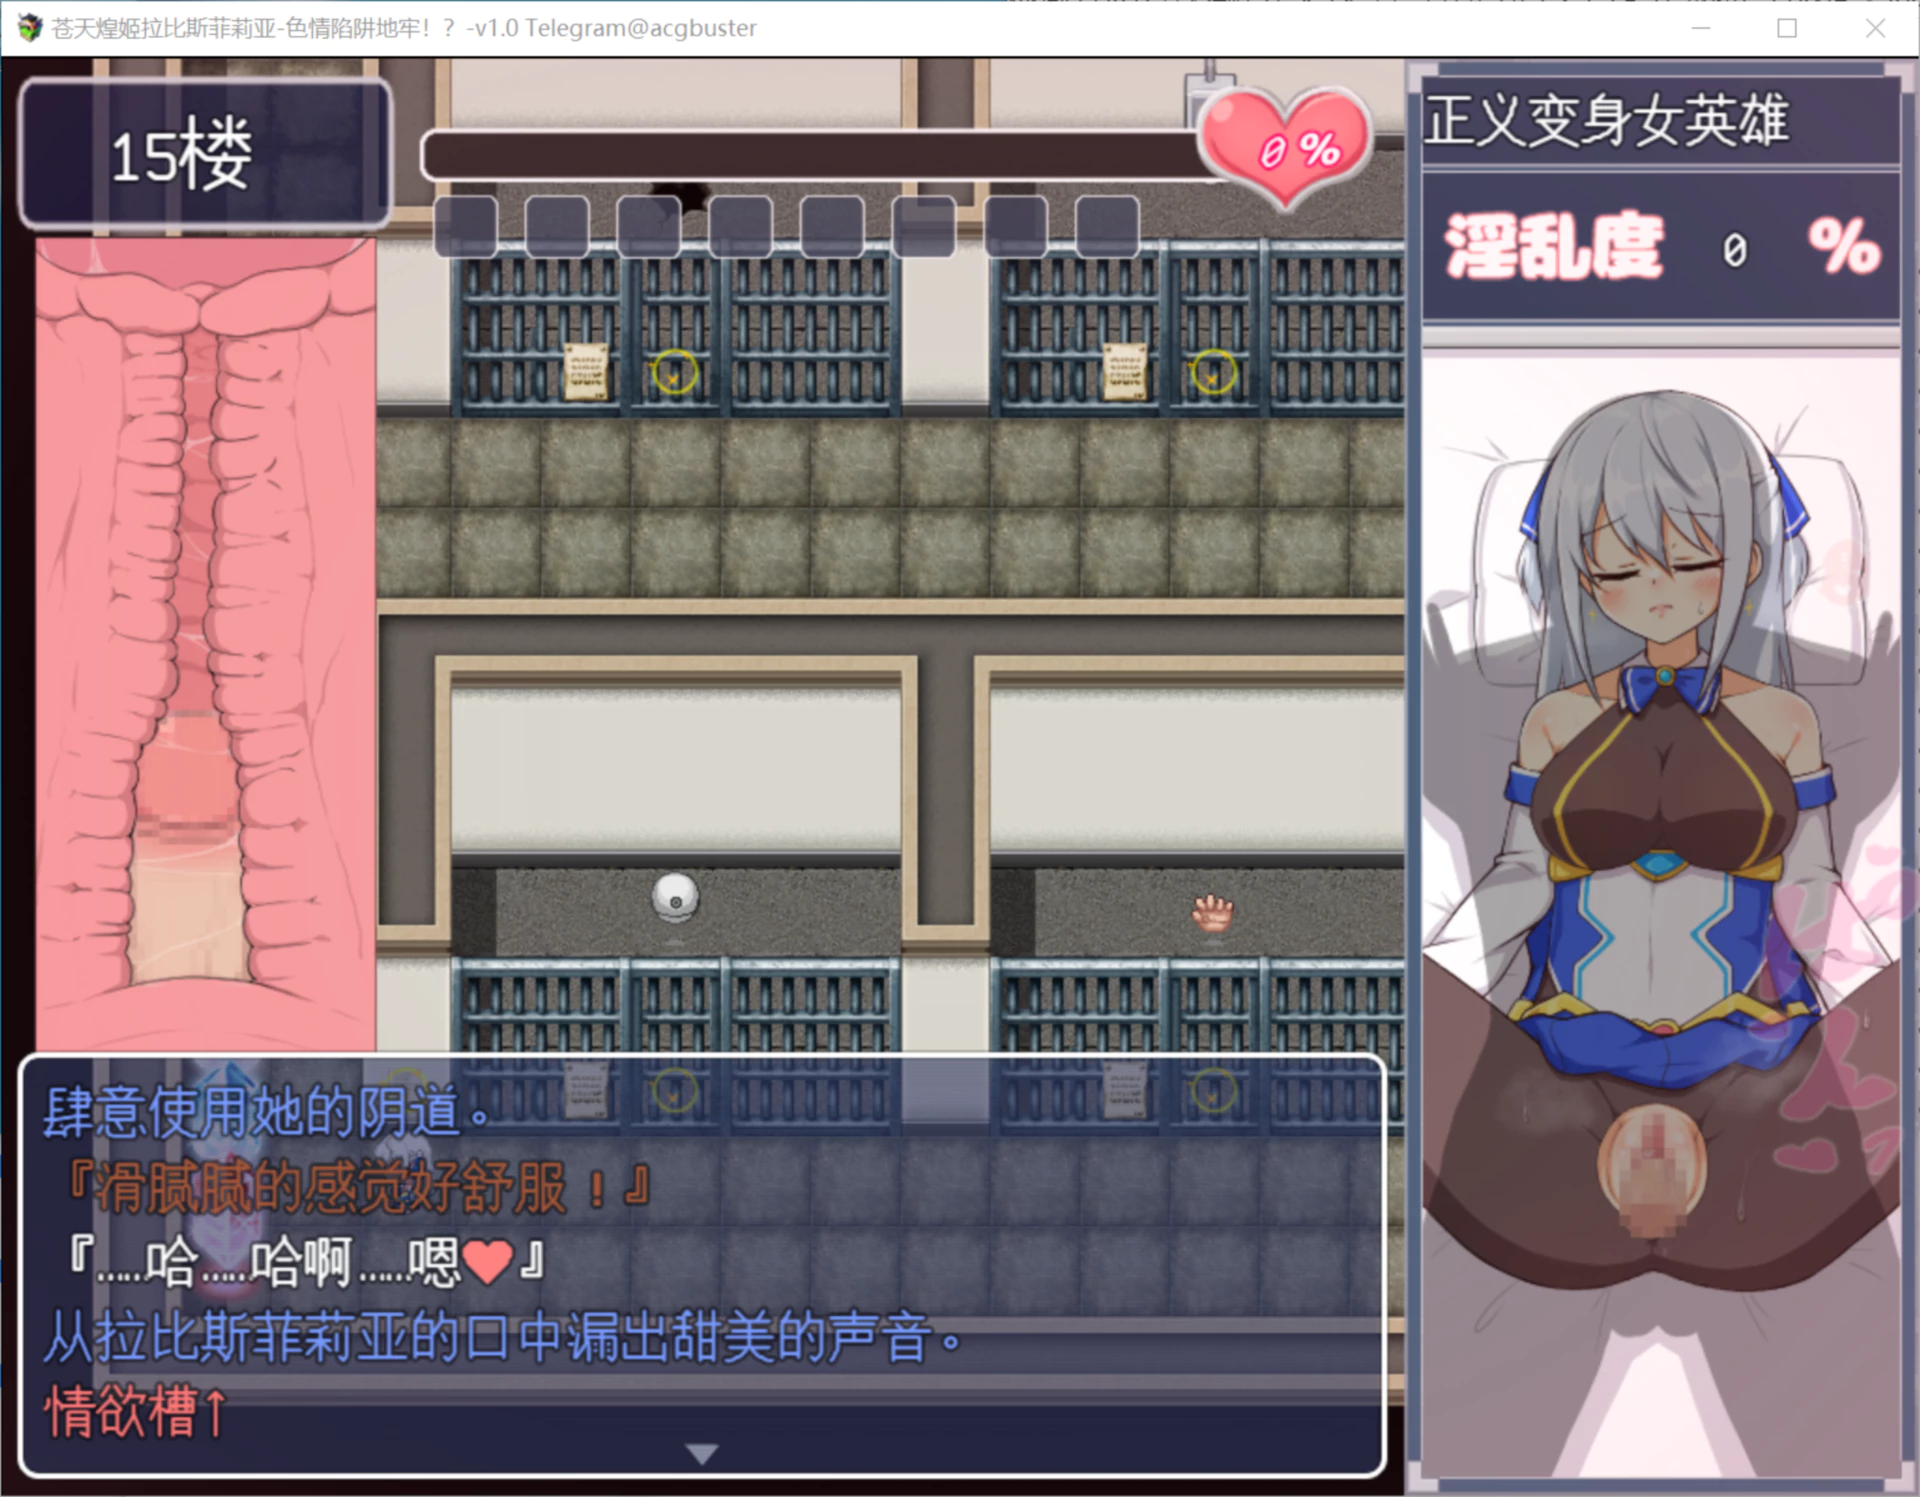 苍天煌姬拉比斯菲莉亚-色情陷阱地牢！？-v1.0 Telegram@acgbuster
15楼
0 %
正义变身女英雄
淫乱度 0 %
肆意使用她的阴道。
『滑腻腻的感觉好舒服！』
『……哈……哈啊……嗯♥』
从拉比斯菲莉亚的口中漏出甜美的声音。
情欲槽↑